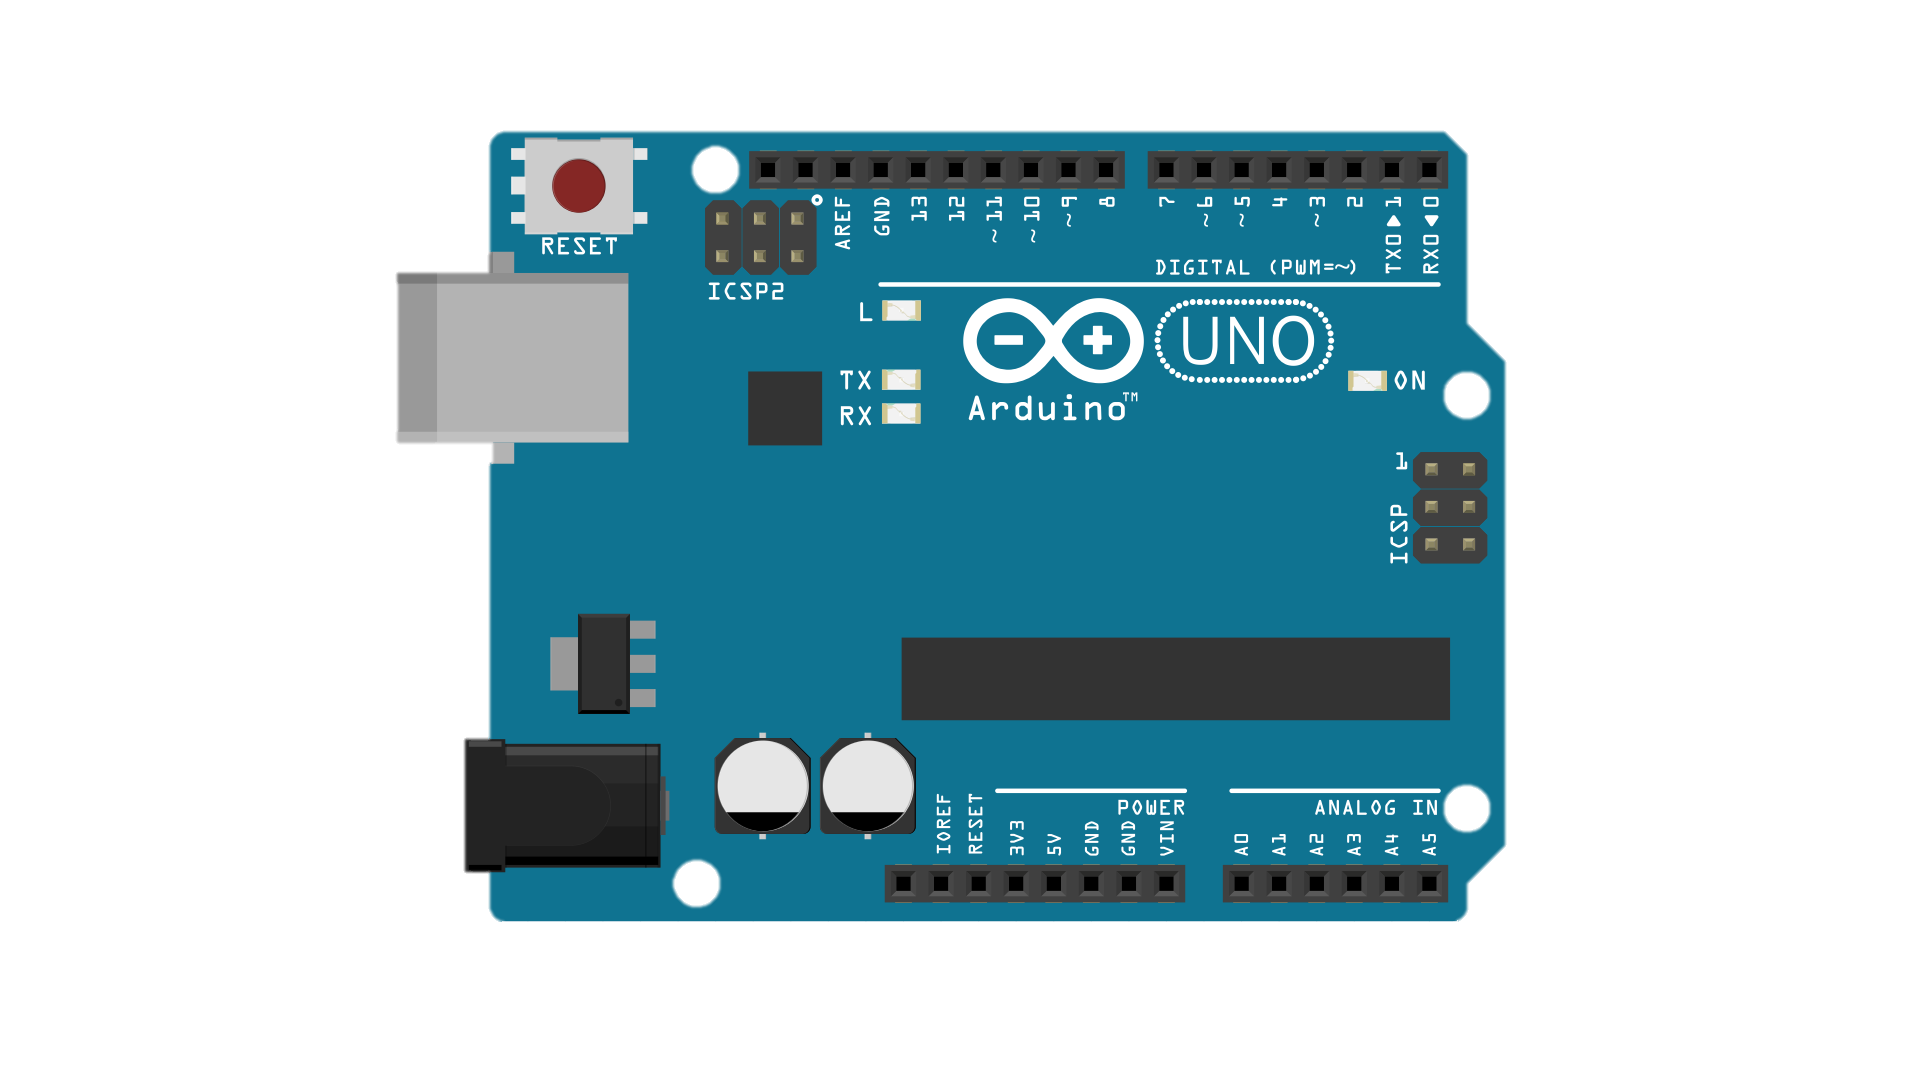 RESET
ICSP2
AREF
GND
13
12
~11
~10
~9
8
7
~6
~5
4
~3
2
TX0▶1
RX0◀0
DIGITAL (PWM=~)
L
TX
RX
Arduino™
UNO
ON
1
ICSP
POWER
ANALOG IN
IOREF
RESET
3V3
5V
GND
GND
VIN
A0
A1
A2
A3
A4
A5